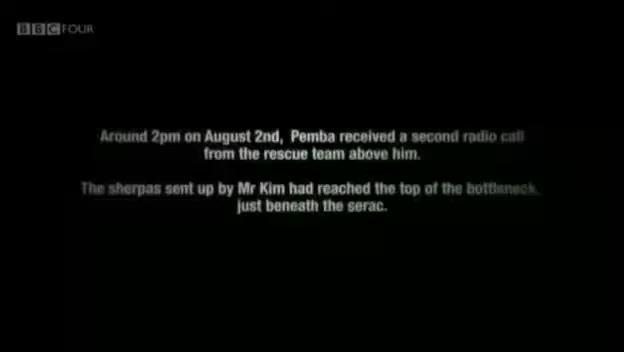 BBC FOUR
Around 2pm on August 2nd, Pemba received a second radio call
from the rescue team above him.
The sherpas sent up by Mr Kim had reached the top of the bottleneck,
just beneath the serac.